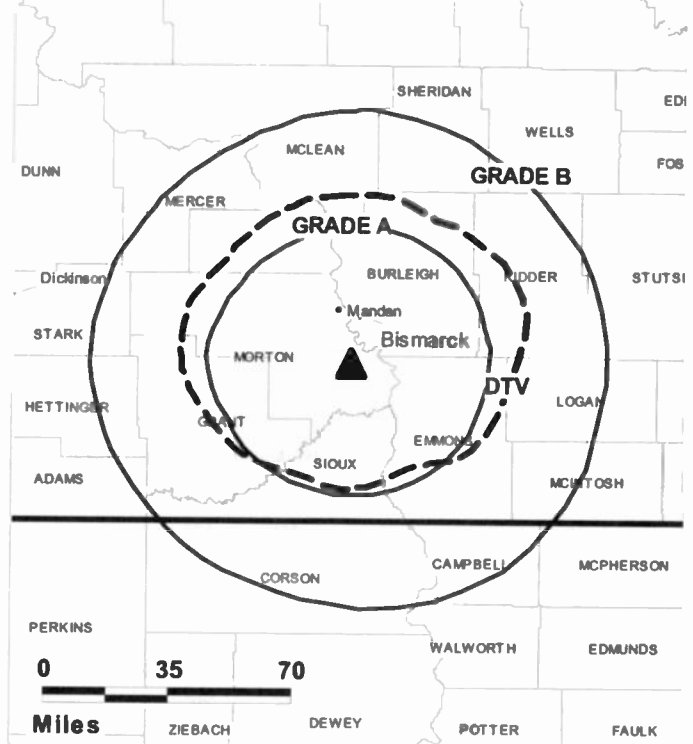 SHERIDAN
EDI
WELLS
MCLEAN
FOS
DUNN
GRADE B
MERCER
GRADE A
BURLEIGH
KIDDER
STUTSI
Dickinson
Mandan
STARK
Bismarck
MORTON
DTV
HETTINGER
LOGAN
GRANT
EMMONS
SIOUX
ADAMS
MCINTOSH
CORSON
CAMPBELL
MCPHERSON
PERKINS
WALWORTH
EDMUNDS
0 35 70
Miles
ZIEBACH
DEWEY
POTTER
FAULK